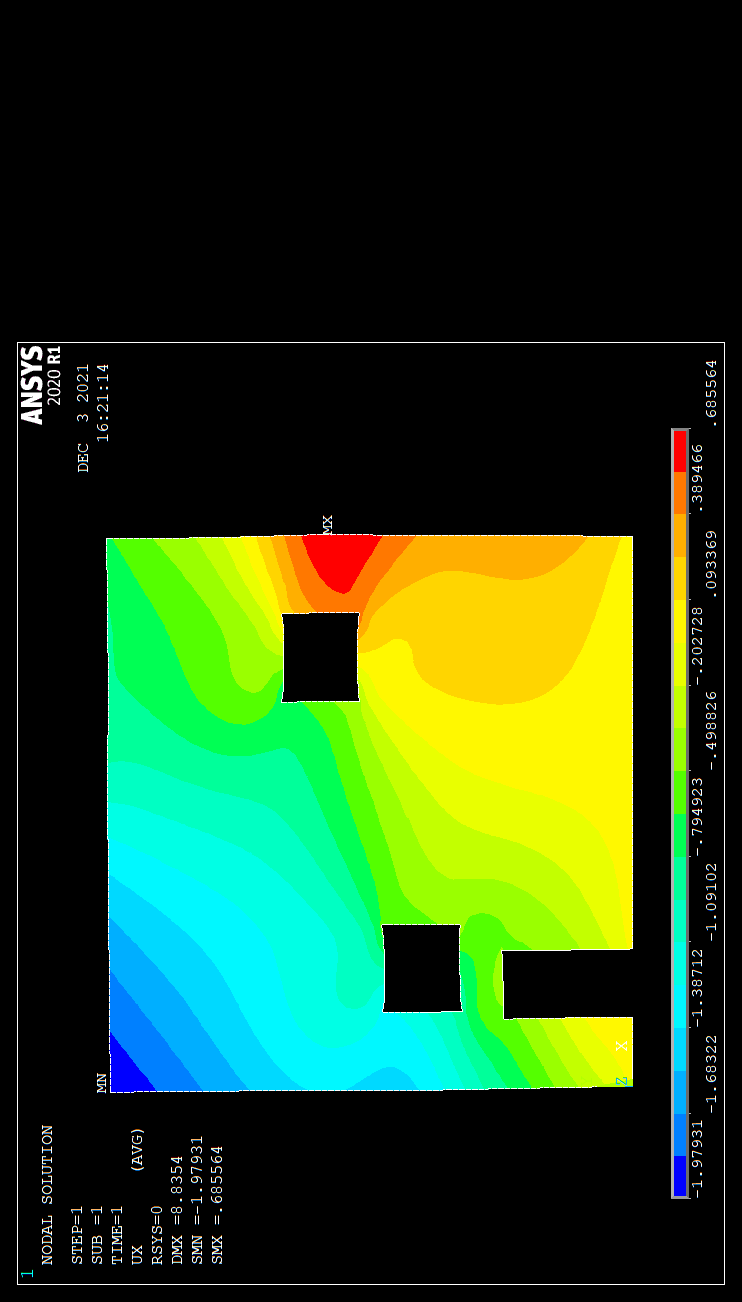 1
NODAL SOLUTION
STEP=1
SUB =1
TIME=1
UX       (AVG)
RSYS=0
DMX =8.8354
SMN =-1.97931
SMX =.685564
ANSYS
2020 R1
DEC  3 2021
16:21:14
MN
MX
Z
X
-1.97931
-1.68322
-1.38712
-1.09102
-.794923
-.498826
-.202728
.093369
.389466
.685564